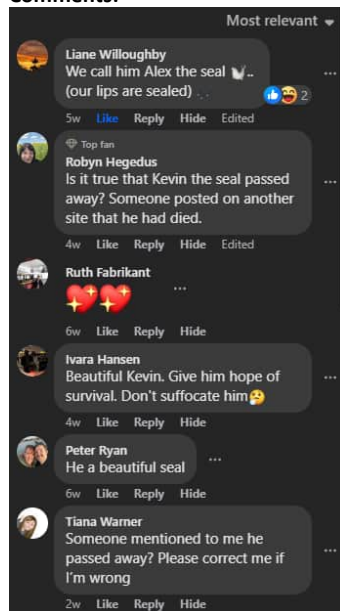 Comments:
Most relevant
Liane Willoughby
We call him Alex the seal 🦭..
(our lips are sealed) . .
2
5w Like Reply Hide Edited
Top fan
Robyn Hegedus
Is it true that Kevin the seal passed
away? Someone posted on another
site that he had died.
4w Like Reply Hide Edited
Ruth Fabrikant
💖💖
6w Like Reply Hide
Ivara Hansen
Beautiful Kevin. Give him hope of
survival. Don't suffocate him🤔
4w Like Reply Hide
Peter Ryan
He a beautiful seal
6w Like Reply Hide
Tiana Warner
Someone mentioned to me he
passed away? Please correct me if
I'm wrong
2w Like Reply Hide